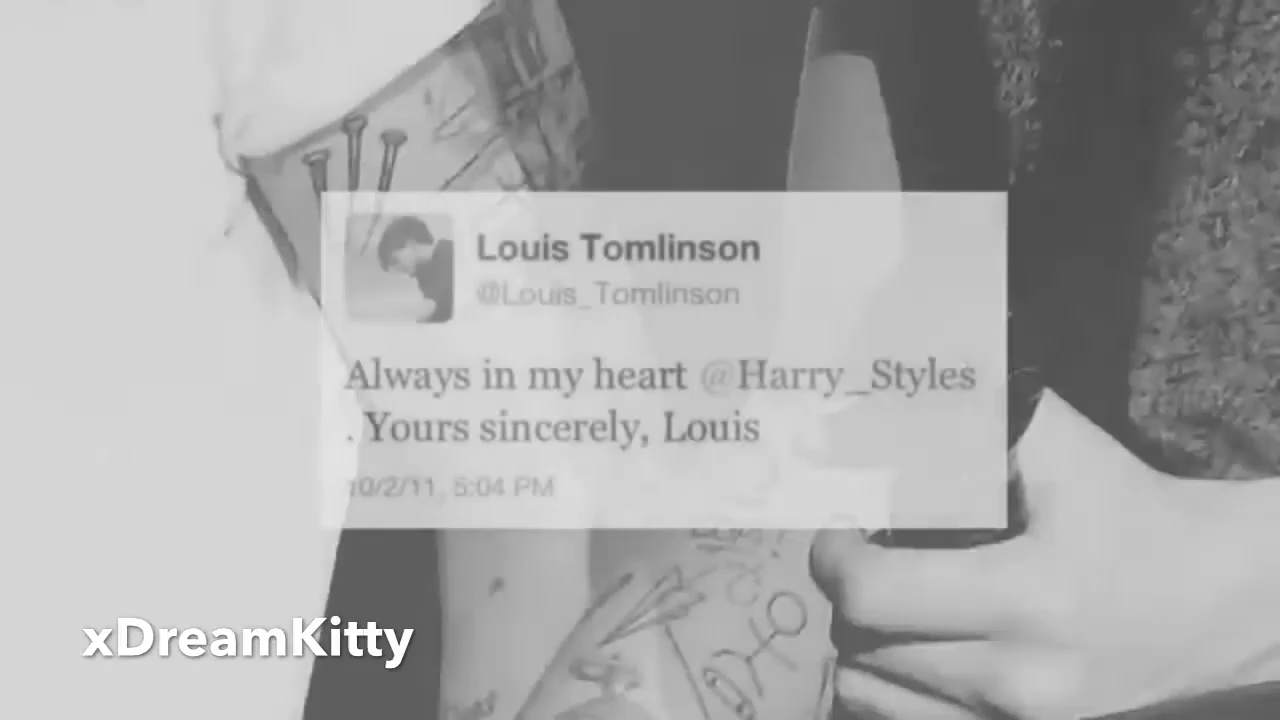 Louis Tomlinson
@Louis_Tomlinson
Always in my heart @Harry_Styles
. Yours sincerely, Louis
10/2/11, 5:04 PM
xDreamKitty